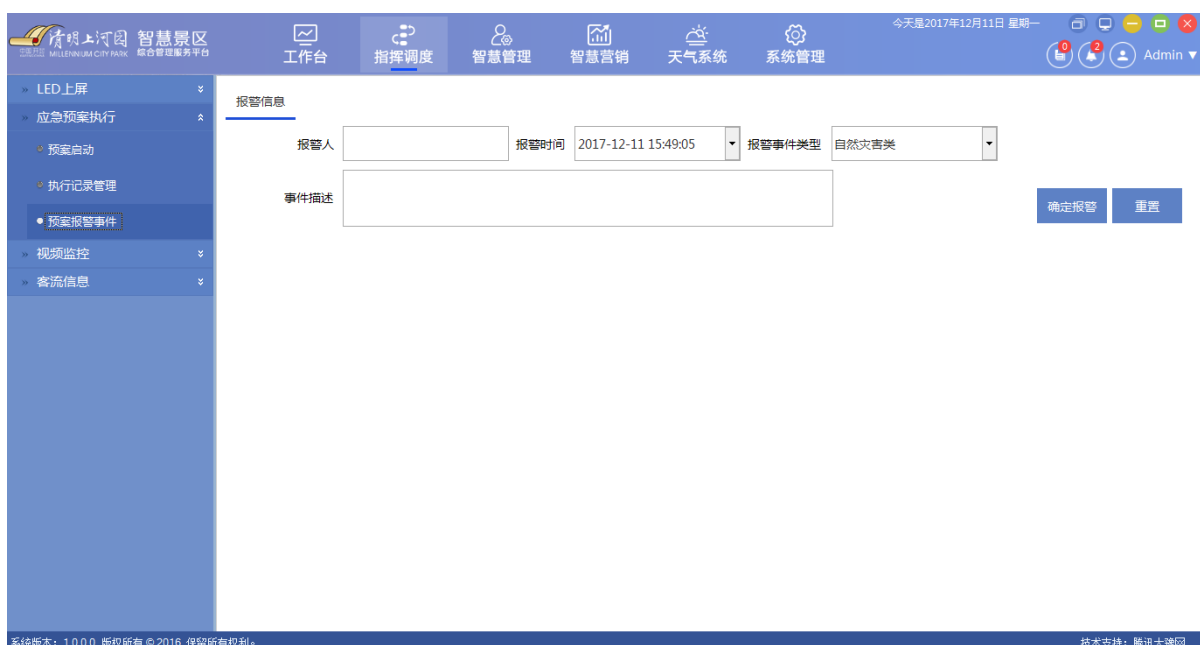 今天是2017年12月11日 星期一
清明上河园 智慧景区
MILLENNIUM CITY PARK 综合管理服务平台
工作台 指挥调度 智慧管理 智慧营销 天气系统 系统管理
0 2 Admin
LED上屏
应急预案执行
预案启动
执行记录管理
预案报警事件
视频监控
客流信息
报警信息
报警人 报警时间 2017-12-11 15:49:05 报警事件类型 自然灾害类
事件描述
确定报警 重置
系统版本：1.0.0.0 版权所有 © 2016 保留所有权利。 技术支持：腾讯大豫网